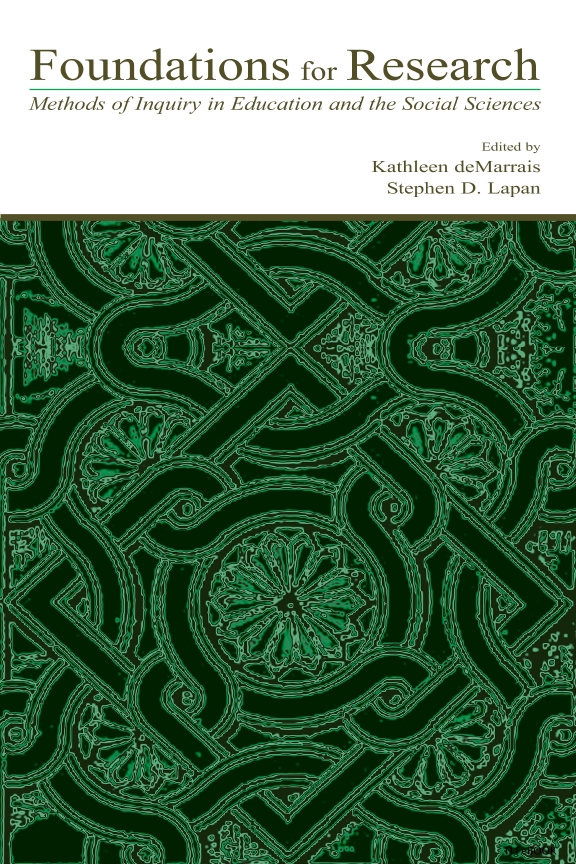 Foundations for Research
Methods of Inquiry in Education and the Social Sciences
Edited by
Kathleen deMarrais
Stephen D. Lapan